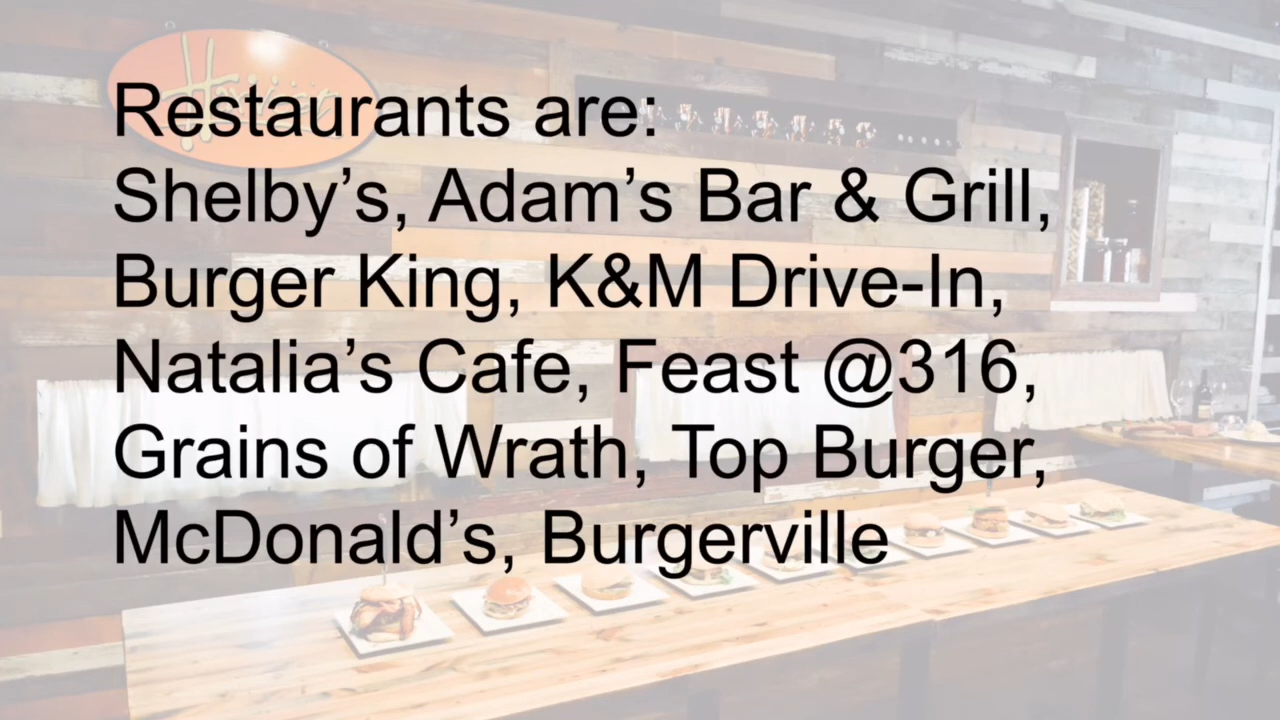 Restaurants are:
Shelby’s, Adam’s Bar & Grill,
Burger King, K&M Drive-In,
Natalia’s Cafe, Feast @316,
Grains of Wrath, Top Burger,
McDonald’s, Burgerville